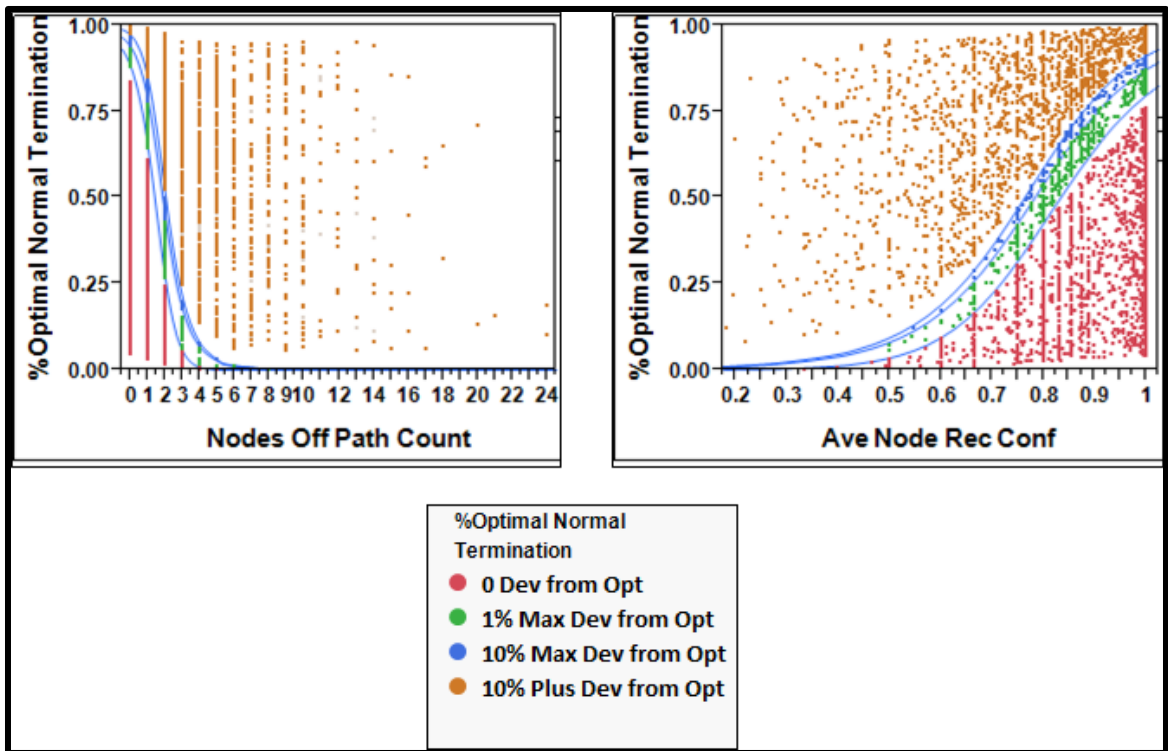 %Optimal Normal Termination
1.00
0.75
0.50
0.25
0.00
0 1 2 3 4 5 6 7 8 910 12 14 16 18 20 22 24
Nodes Off Path Count
%Optimal Normal Termination
1.00
0.75
0.50
0.25
0.00
0.2 0.3 0.4 0.5 0.6 0.7 0.8 0.9 1
Ave Node Rec Conf
%Optimal Normal
Termination
0 Dev from Opt
1% Max Dev from Opt
10% Max Dev from Opt
10% Plus Dev from Opt